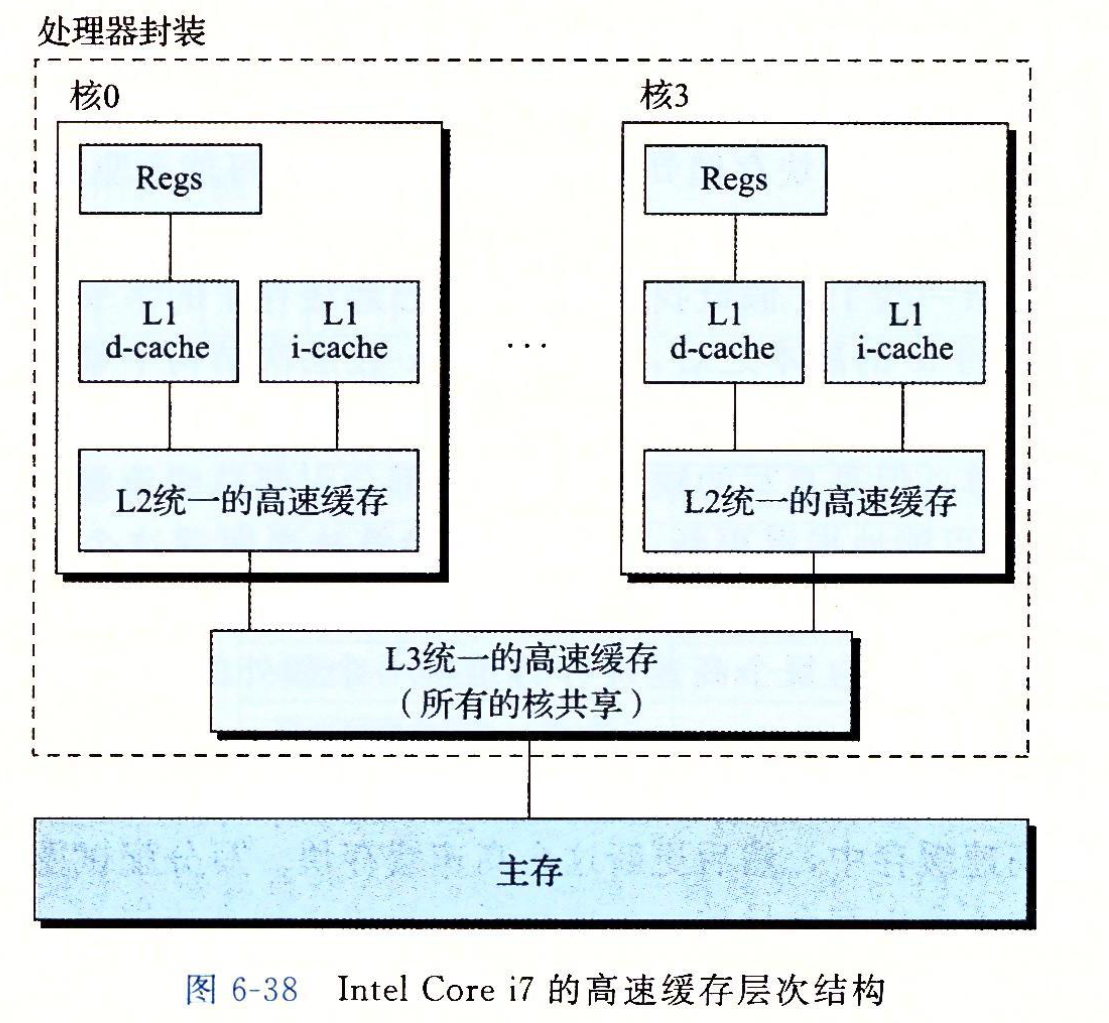 处理器封装
核0
核3
Regs
Regs
L1
d-cache
L1
i-cache
...
L1
d-cache
L1
i-cache
L2统一的高速缓存
L2统一的高速缓存
L3统一的高速缓存
(所有的核共享)
主存
图 6-38 Intel Core i7 的高速缓存层次结构